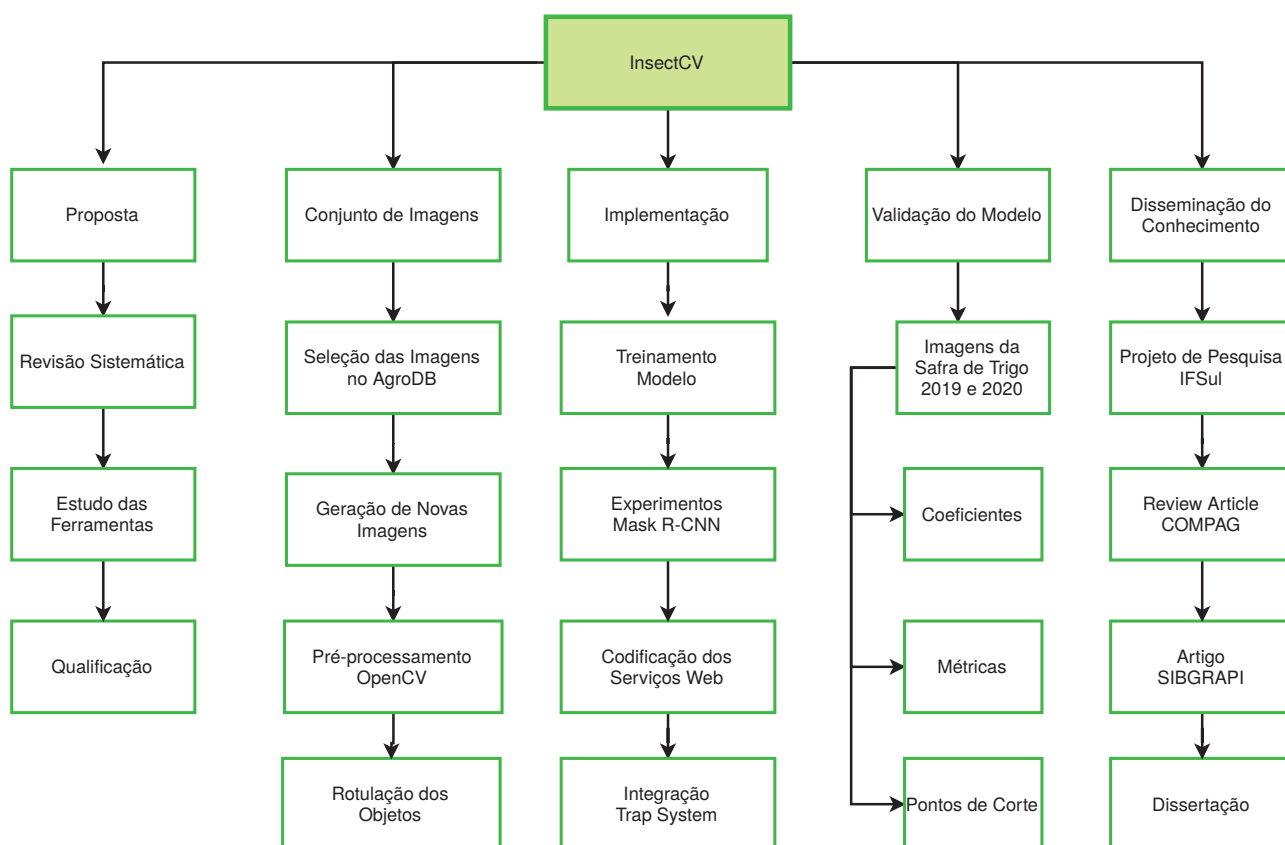 InsectCV
Proposta
Conjunto de Imagens
Implementação
Validação do Modelo
Disseminação do
Conhecimento
Revisão Sistemática
Seleção das Imagens
no AgroDB
Treinamento
Modelo
Imagens da
Safra de Trigo
2019 e 2020
Projeto de Pesquisa
IFSul
Estudo das
Ferramentas
Geração de Novas
Imagens
Experimentos
Mask R-CNN
Coeficientes
Review Article
COMPAG
Qualificação
Pré-processamento
OpenCV
Codificação dos
Serviços Web
Métricas
Artigo
SIBGRAPI
Rotulação dos
Objetos
Integração
Trap System
Pontos de Corte
Dissertação